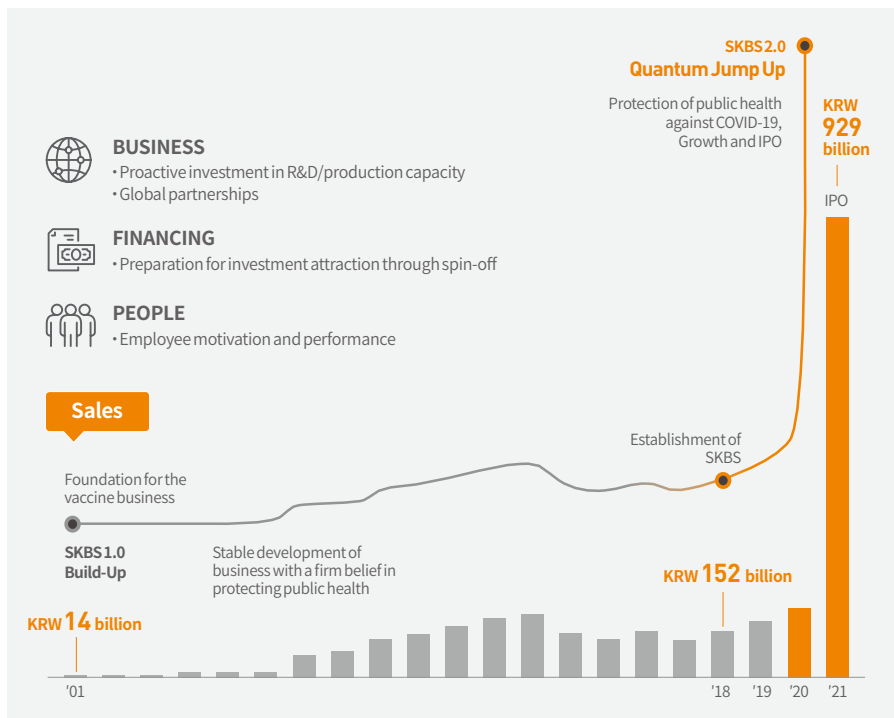 SKBS 2.0
Quantum Jump Up
Protection of public health
against COVID-19,
Growth and IPO
KRW
929
billion
IPO
BUSINESS
• Proactive investment in R&D/production capacity
• Global partnerships
FINANCING
• Preparation for investment attraction through spin-off
PEOPLE
• Employee motivation and performance
Sales
Establishment of
SKBS
Foundation for the
vaccine business
SKBS 1.0
Build-Up
Stable development of
business with a firm belief in
protecting public health
KRW 152 billion
KRW 14 billion
'01
'18
'19
'20
'21